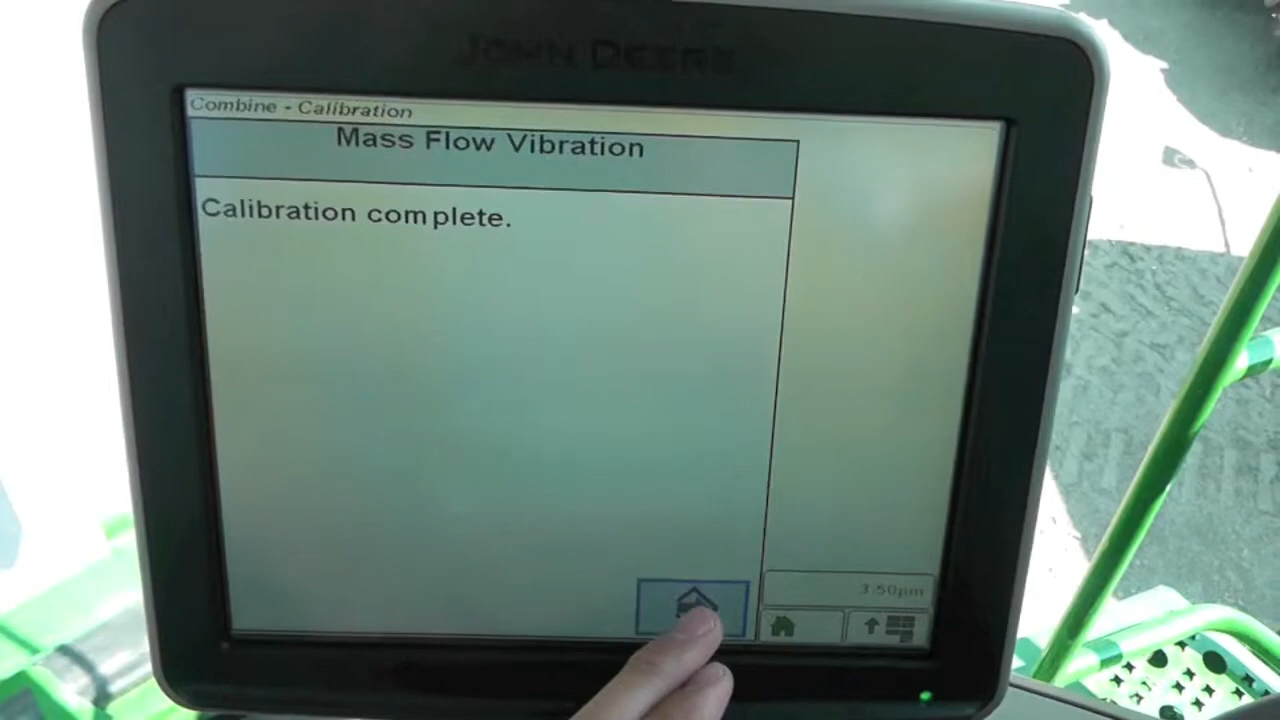 JOHN DEERE
Combine - Calibration
Mass Flow Vibration
Calibration complete.
3:50pm